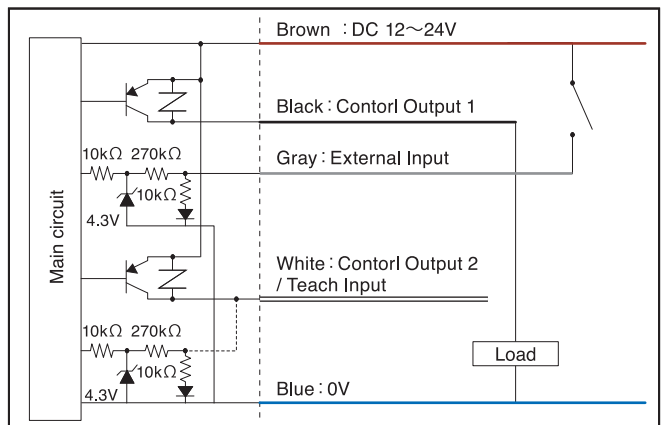 Brown : DC 12～24V
Black : Contorl Output 1
10kΩ 270kΩ
Gray : External Input
10kΩ
4.3V
Main circuit
White : Contorl Output 2
/ Teach Input
10kΩ 270kΩ
Load
10kΩ
4.3V
Blue : 0V